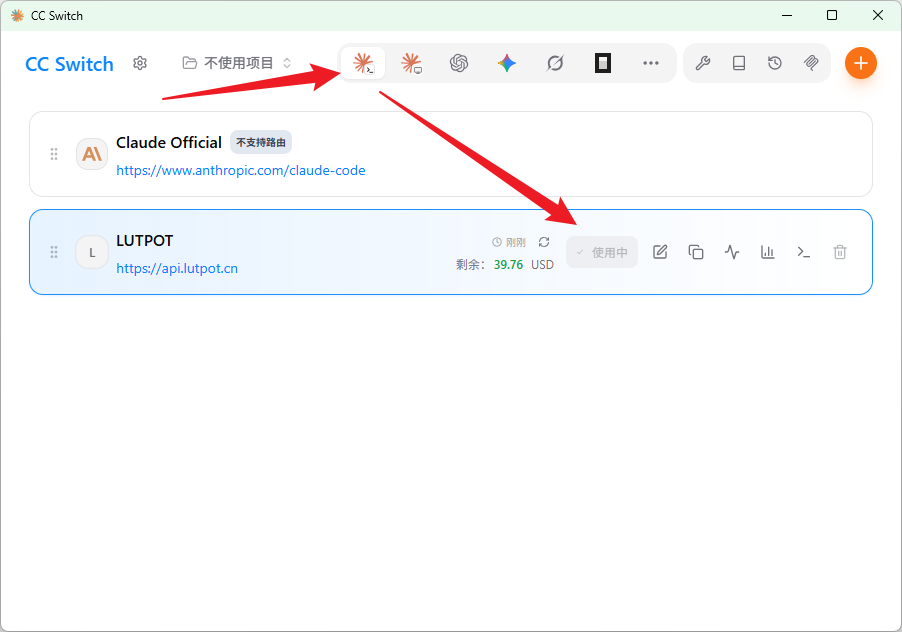 CC Switch
CC Switch
不使用项目
Claude Official
不支持路由
https://www.anthropic.com/claude-code
L
LUTPOT
https://api.lutpot.cn
刚刚
剩余: 39.76 USD
使用中